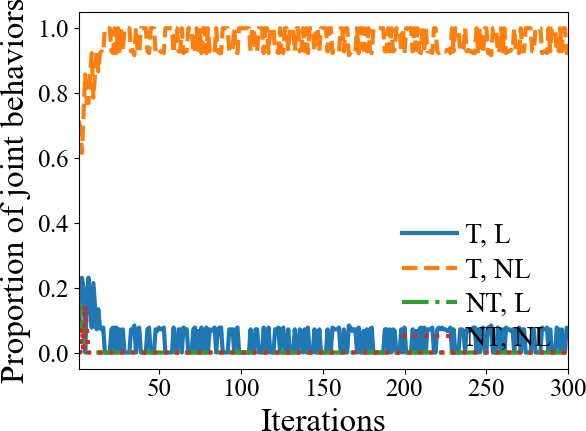 Proportion of joint behaviors
1.0
0.8
0.6
0.4
0.2
0.0
T, L
T, NL
NT, L
NT, NL
50 100 150 200 250 300
Iterations